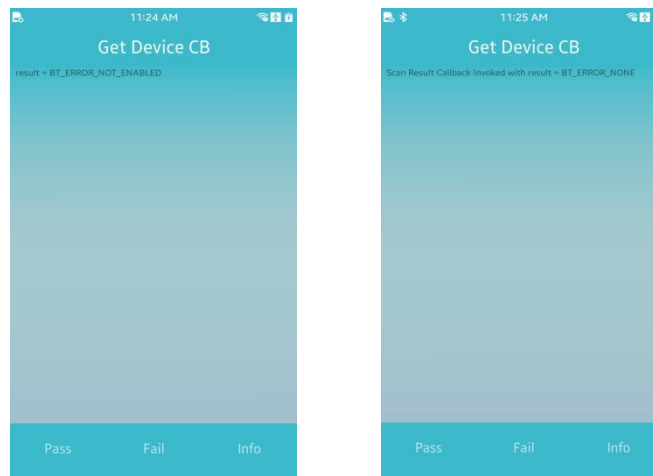 11:24 AM
Get Device CB
result = BT_ERROR_NOT_ENABLED
Pass Fail Info
11:25 AM
Get Device CB
Scan Result Callback Invoked with result = BT_ERROR_NONE
Pass Fail Info